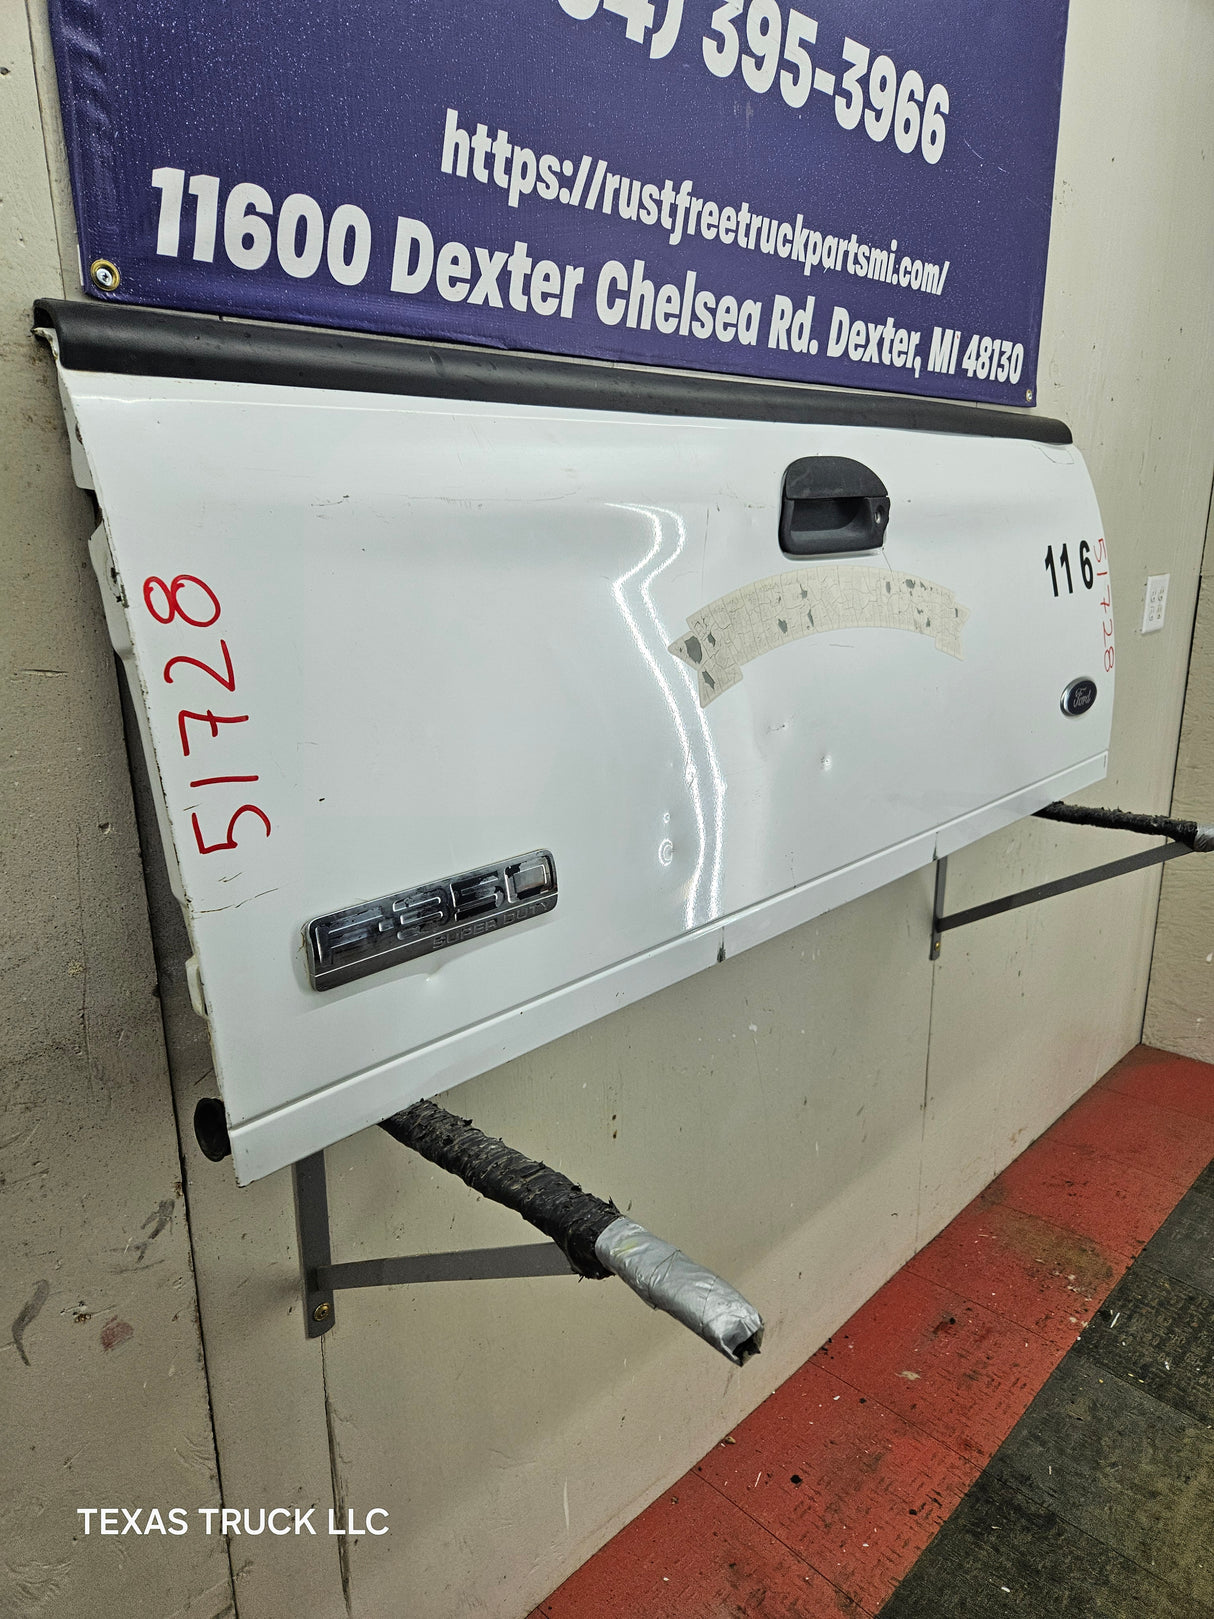 4) 395-3966
https://rustfreetruckpartsmi.com/
11600 Dexter Chelsea Rd. Dexter, MI 48130
116
51728
51728
Ford
F-350
SUPER DUTY
TEXAS TRUCK LLC